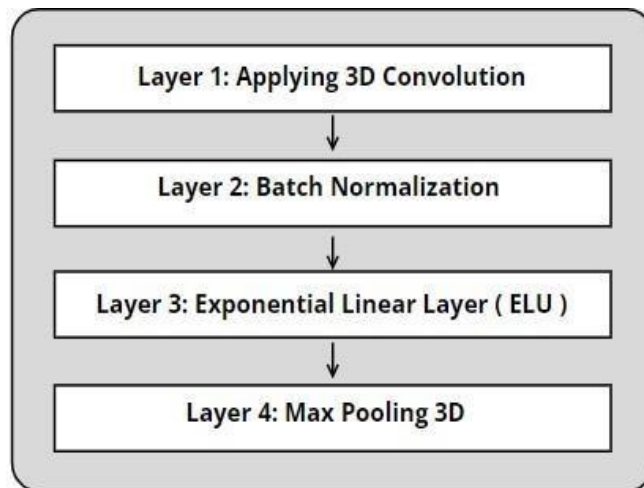 Layer 1: Applying 3D Convolution
Layer 2: Batch Normalization
Layer 3: Exponential Linear Layer ( ELU )
Layer 4: Max Pooling 3D